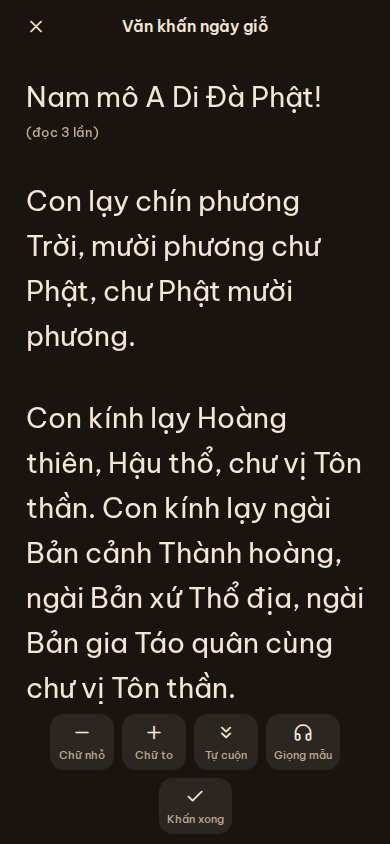 Văn khấn ngày giỗ
Nam mô A Di Đà Phật!
(đọc 3 lần)
Con lạy chín phương
Trời, mười phương chư
Phật, chư Phật mười
phương.
Con kính lạy Hoàng
thiên, Hậu thổ, chư vị Tôn
thần. Con kính lạy ngài
Bản cảnh Thành hoàng,
ngài Bản xứ Thổ địa, ngài
Bản gia Táo quân cùng
chư vị Tôn thần.
Chữ nhỏ
Chữ to
Tự cuộn
Giọng mẫu
Khấn xong